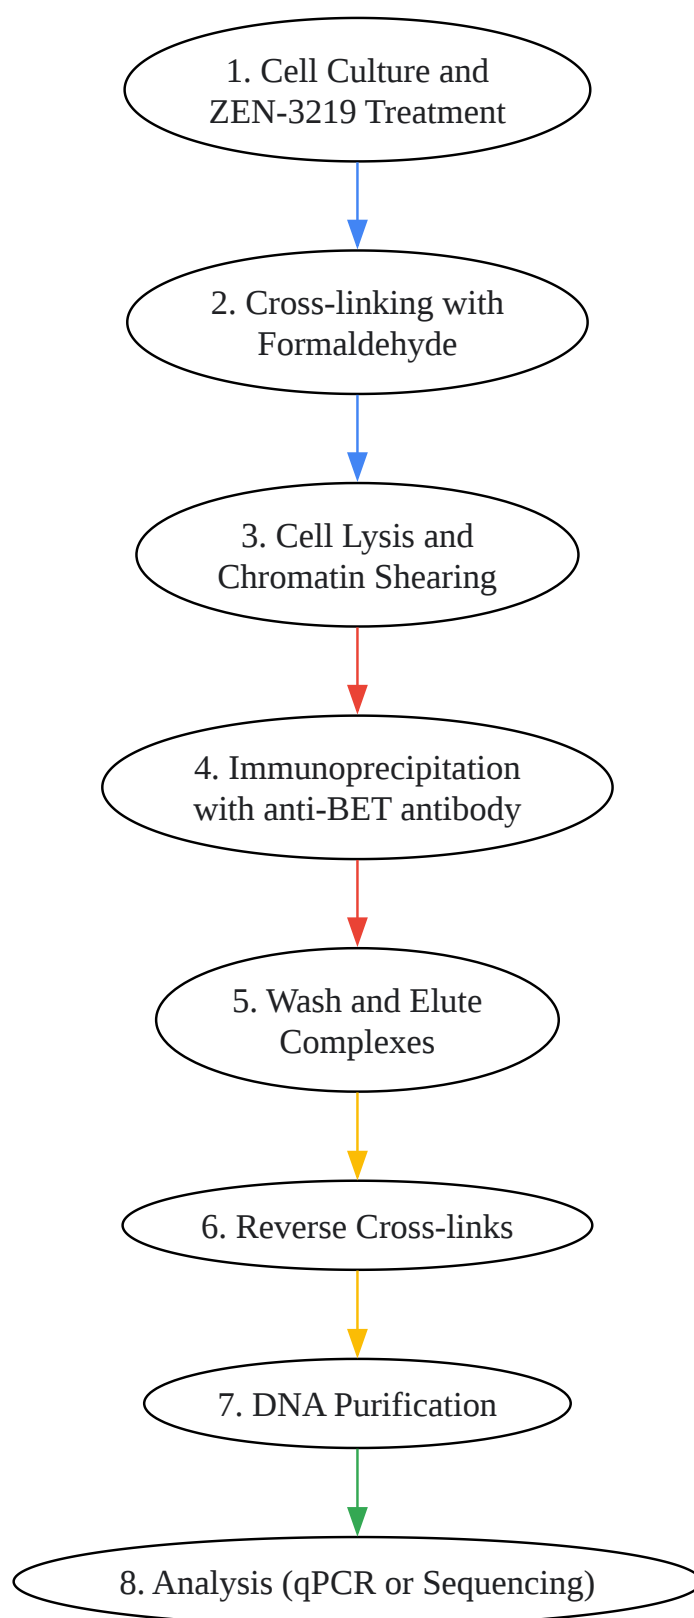 1. Cell Culture and
ZEN-3219 Treatment
2. Cross-linking with
Formaldehyde
3. Cell Lysis and
Chromatin Shearing
4. Immunoprecipitation
with anti-BET antibody
5. Wash and Elute
Complexes
6. Reverse Cross-links
7. DNA Purification
8. Analysis (qPCR or Sequencing)